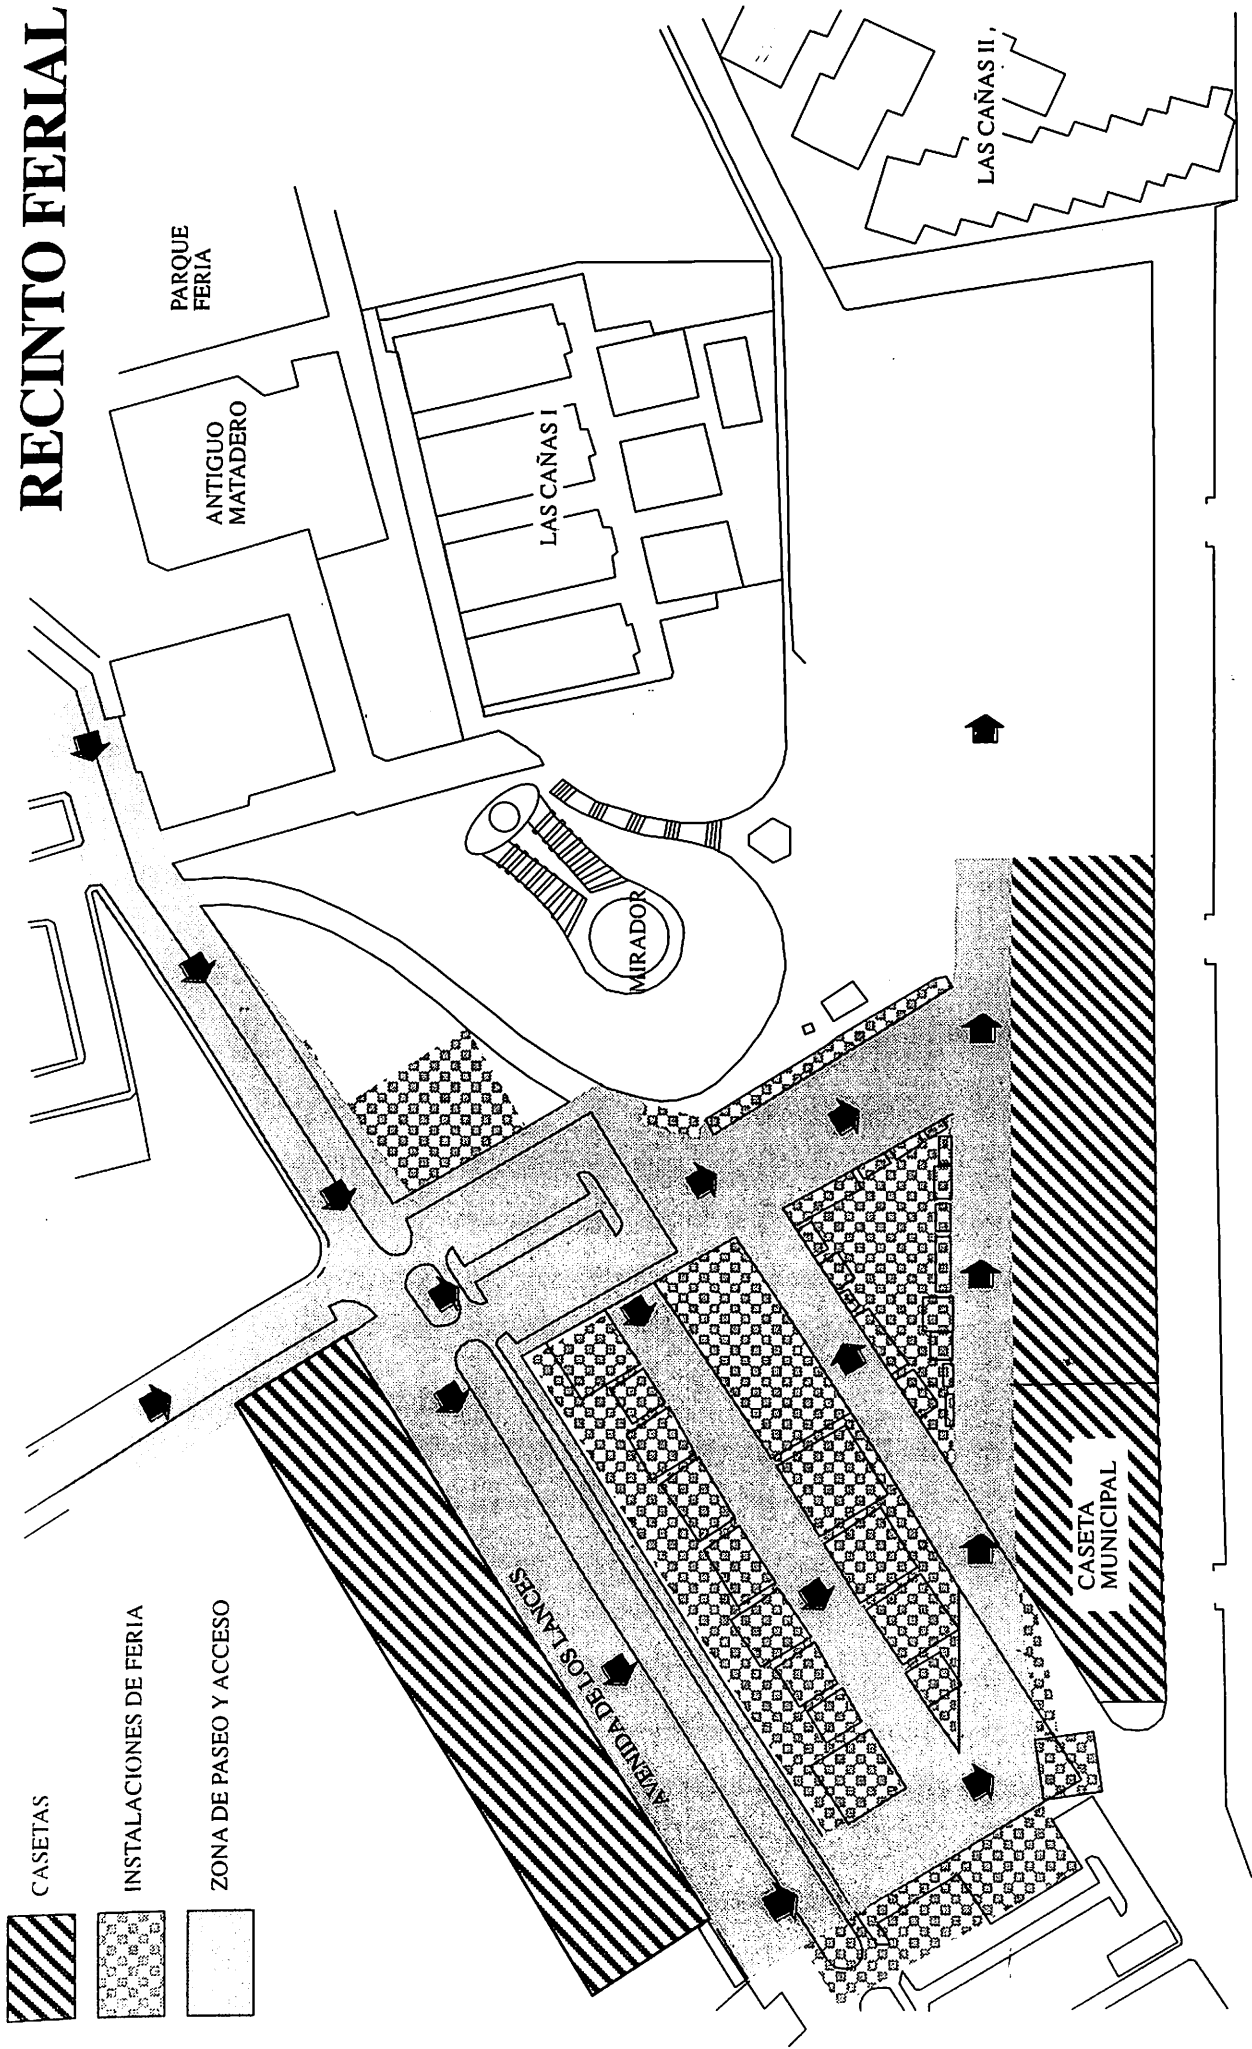 RECINTO FERIAL
CASETAS
INSTALACIONES DE FERIA
ZONA DE PASEO Y ACCESO
PARQUE
FERIA
ANTIGUO
MATADERO
LAS CAÑAS I
LAS CAÑAS II
MIRADOR
AVENIDA DE LOS LANCES
CASETA
MUNICIPAL